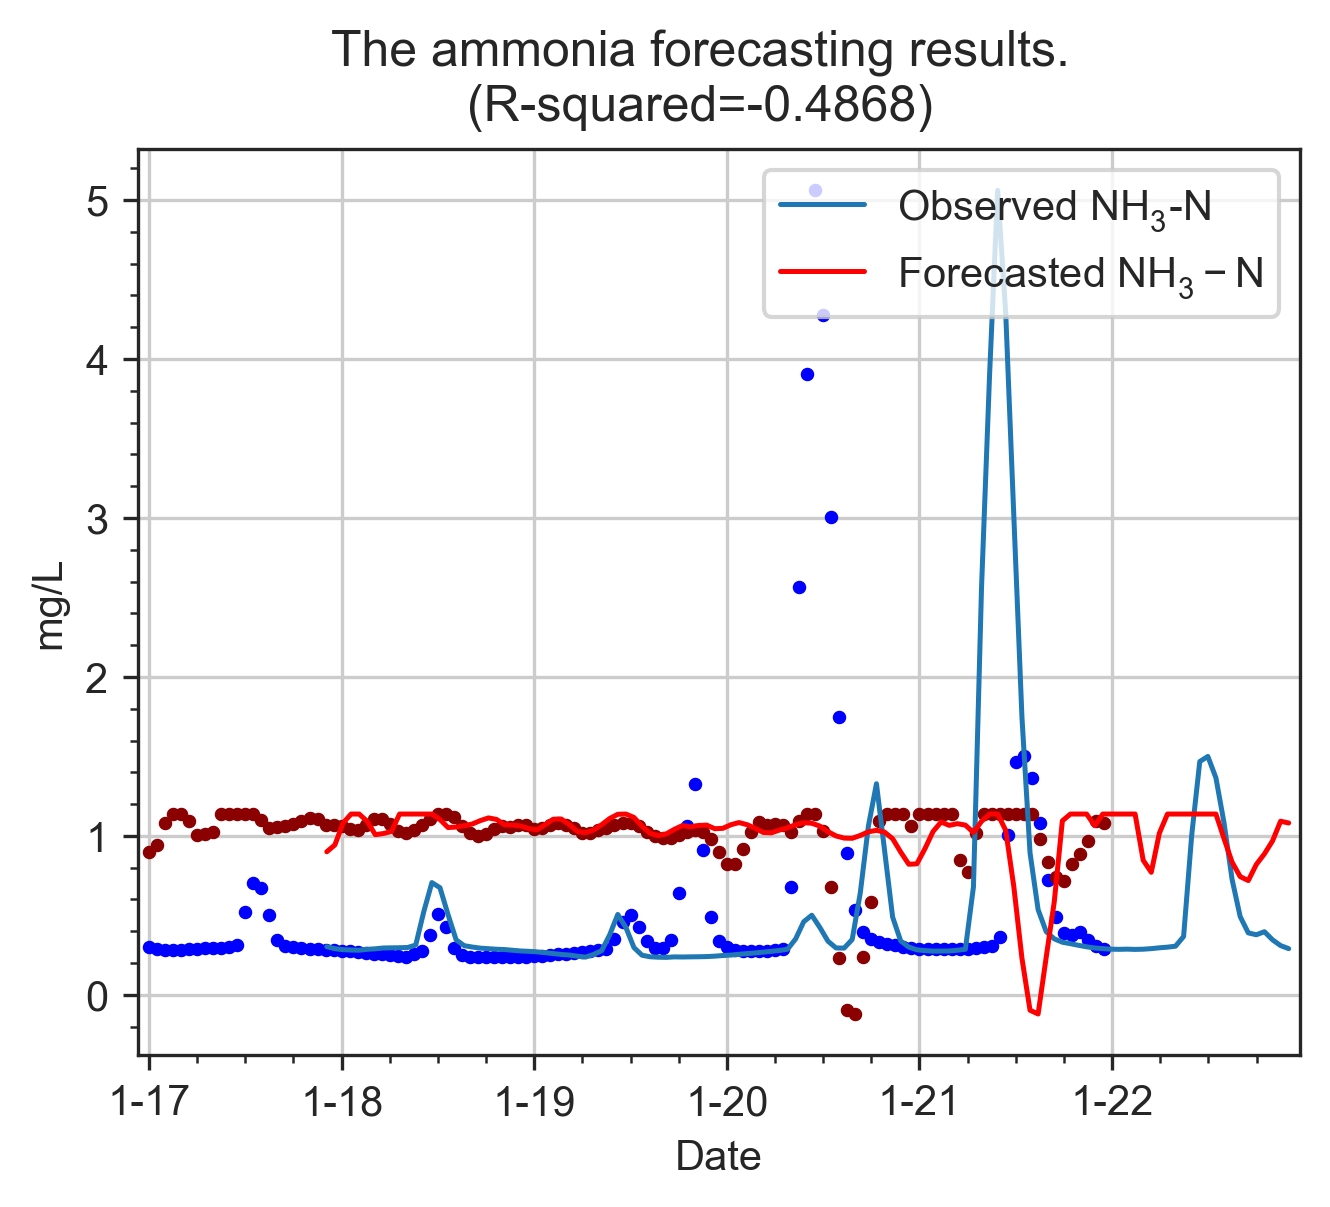 The ammonia forecasting results.
(R-squared=-0.4868)
Observed NH₃-N
Forecasted NH₃ − N
5
4
3
2
1
0
mg/L
1-17 1-18 1-19 1-20 1-21 1-22
Date